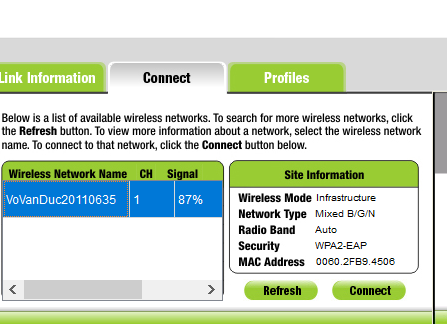 Link Information Connect Profiles
Below is a list of available wireless networks. To search for more wireless networks, click
the Refresh button. To view more information about a network, select the wireless network
name. To connect to that network, click the Connect button below.
Wireless Network Name CH Signal
VoVanDuc20110635 1 87%
Site Information
Wireless Mode Infrastructure
Network Type Mixed B/G/N
Radio Band Auto
Security WPA2-EAP
MAC Address 0060.2FB9.4506
Refresh Connect